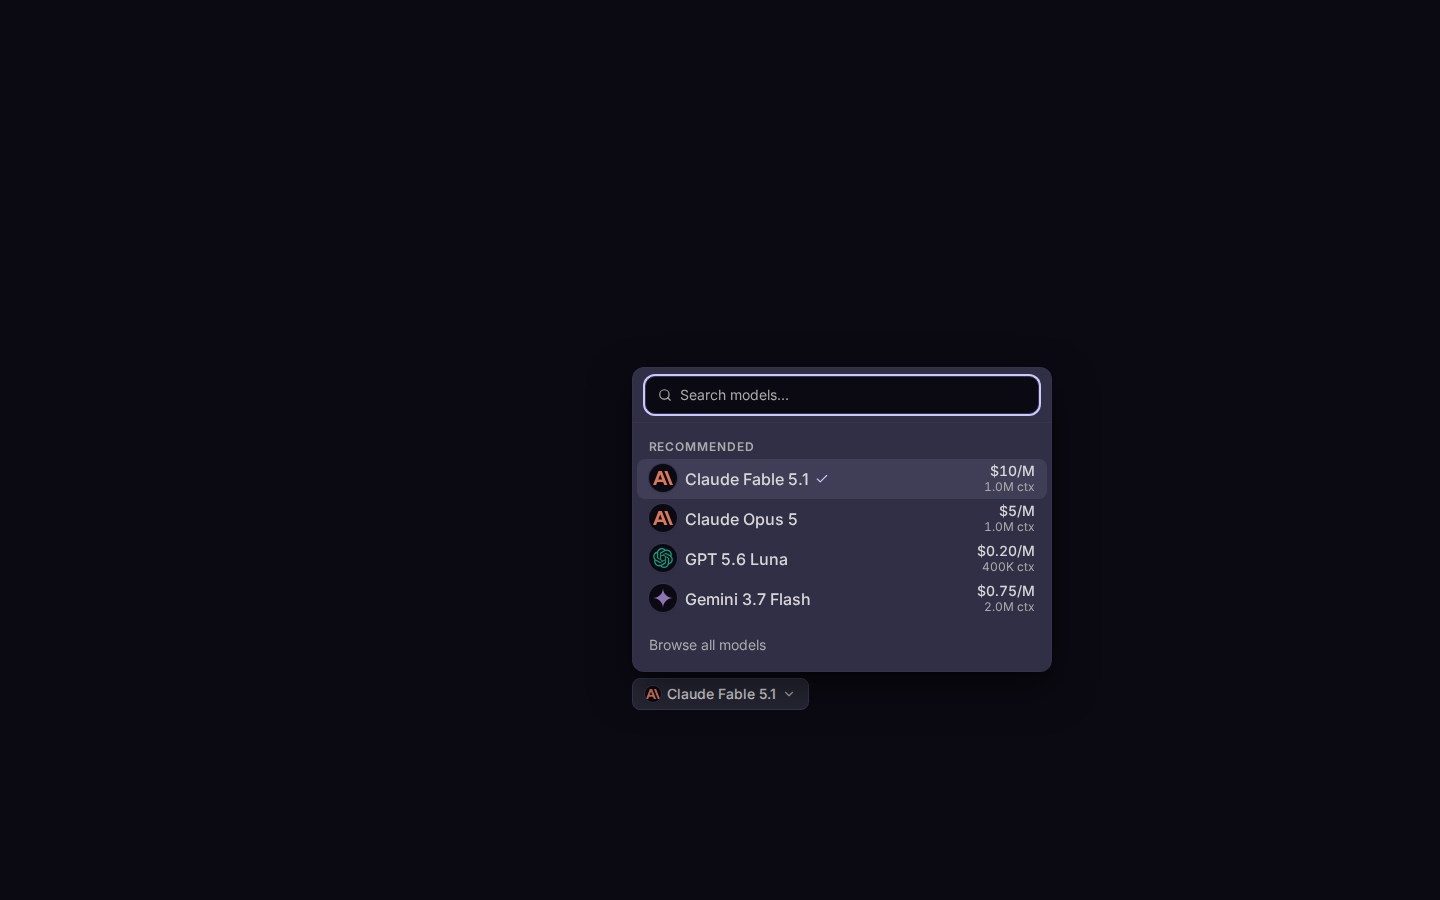 Search models...
RECOMMENDED
Claude Fable 5.1
$10/M
1.0M ctx
Claude Opus 5
$5/M
1.0M ctx
GPT 5.6 Luna
$0.20/M
400K ctx
Gemini 3.7 Flash
$0.75/M
2.0M ctx
Browse all models
Claude Fable 5.1